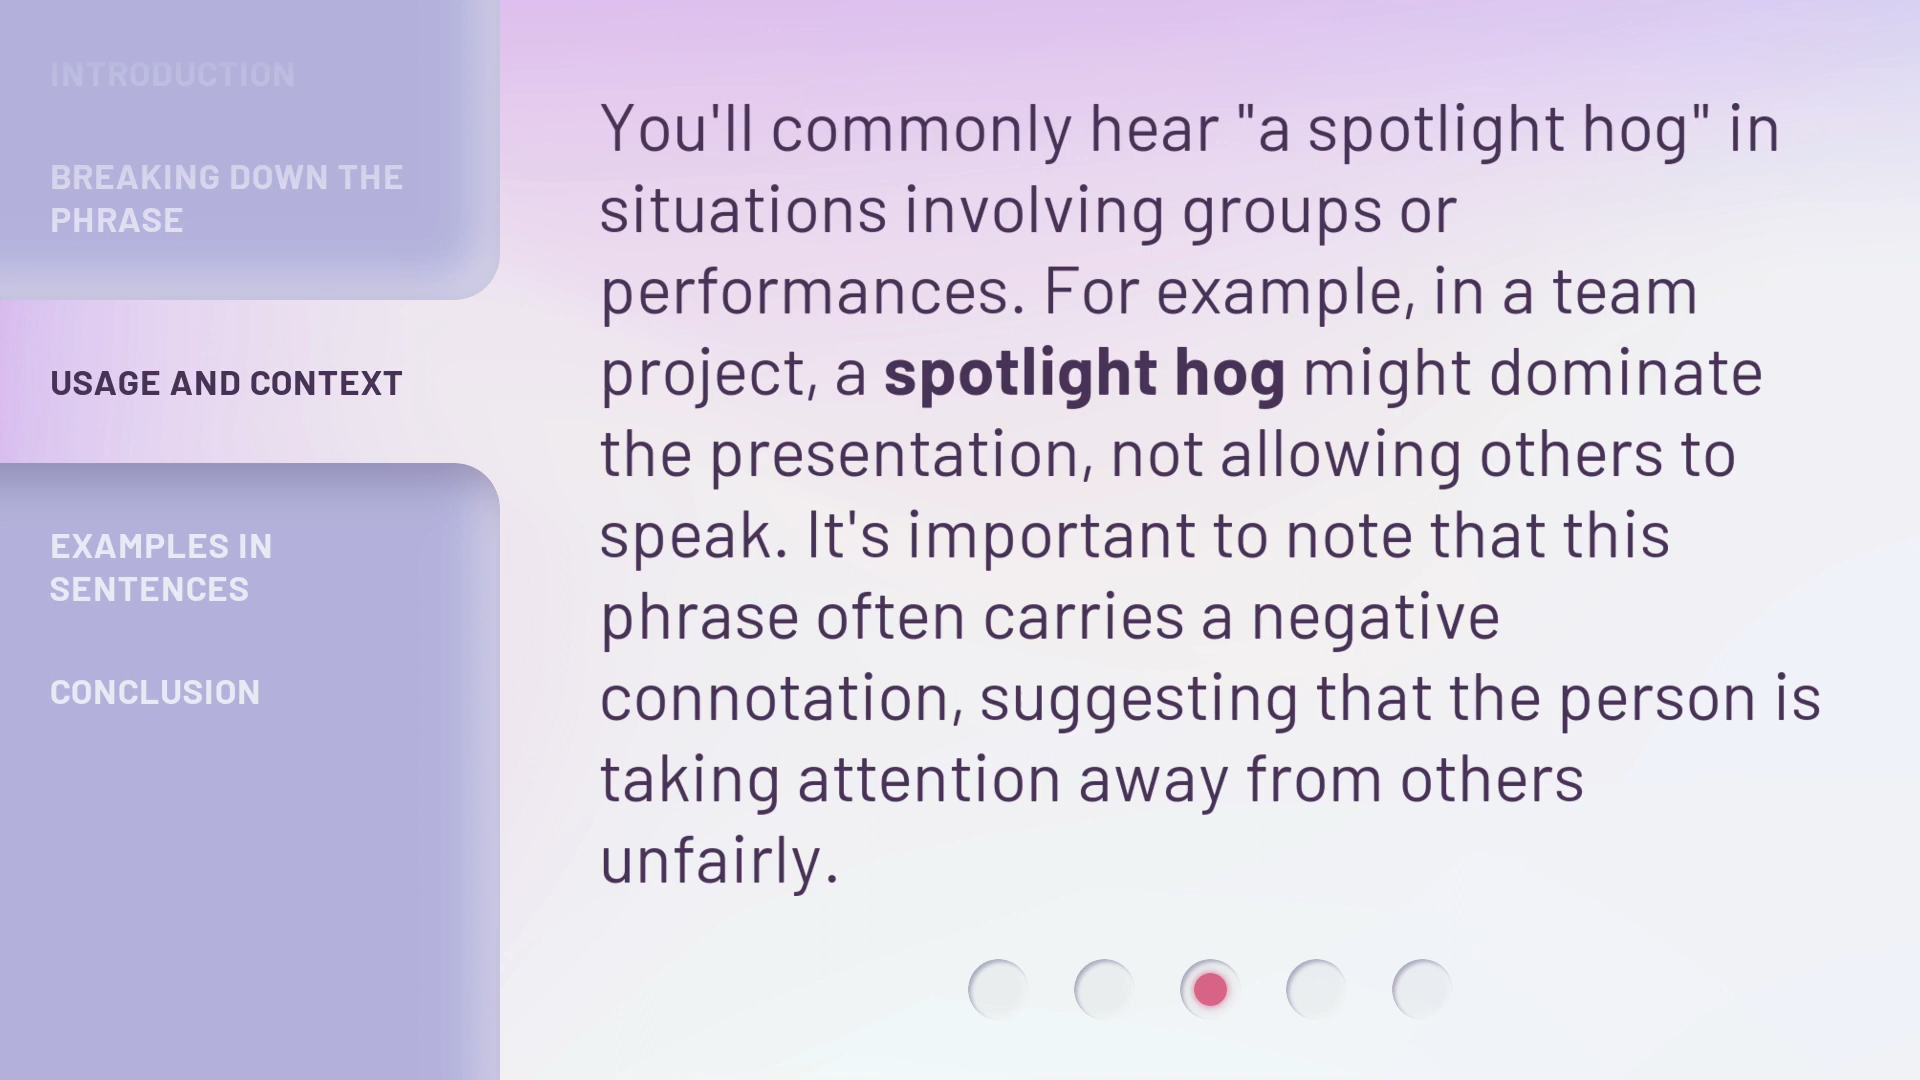 INTRODUCTION
BREAKING DOWN THE
PHRASE
USAGE AND CONTEXT
EXAMPLES IN
SENTENCES
CONCLUSION
You'll commonly hear "a spotlight hog" in
situations involving groups or
performances. For example, in a team
project, a spotlight hog might dominate
the presentation, not allowing others to
speak. It's important to note that this
phrase often carries a negative
connotation, suggesting that the person is
taking attention away from others
unfairly.